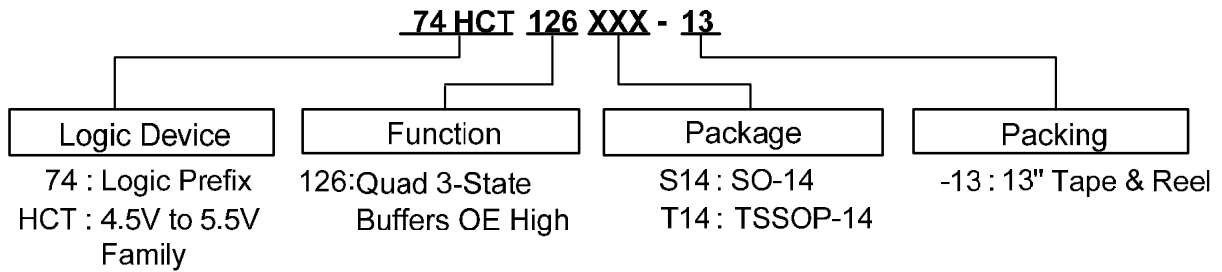 74 HCT 126 XXX - 13
Logic Device
Function
Package
Packing
74 : Logic Prefix
HCT : 4.5V to 5.5V
Family
126:Quad 3-State
Buffers OE High
S14 : SO-14
T14 : TSSOP-14
-13 : 13" Tape & Reel